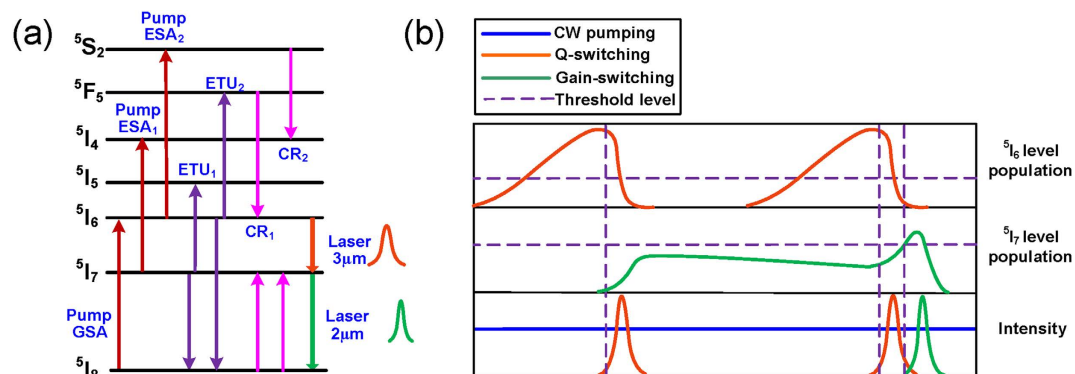 (a)
Pump
ESA2
5S2
5F5
ETU2
Pump
ESA1
5I4
CR2
5I5
ETU1
5I6
CR1
Laser
3μm
5I7
Pump
GSA
Laser
2μm
5I8
(b)
CW pumping
Q-switching
Gain-switching
Threshold level
5I6 level
population
5I7 level
population
Intensity